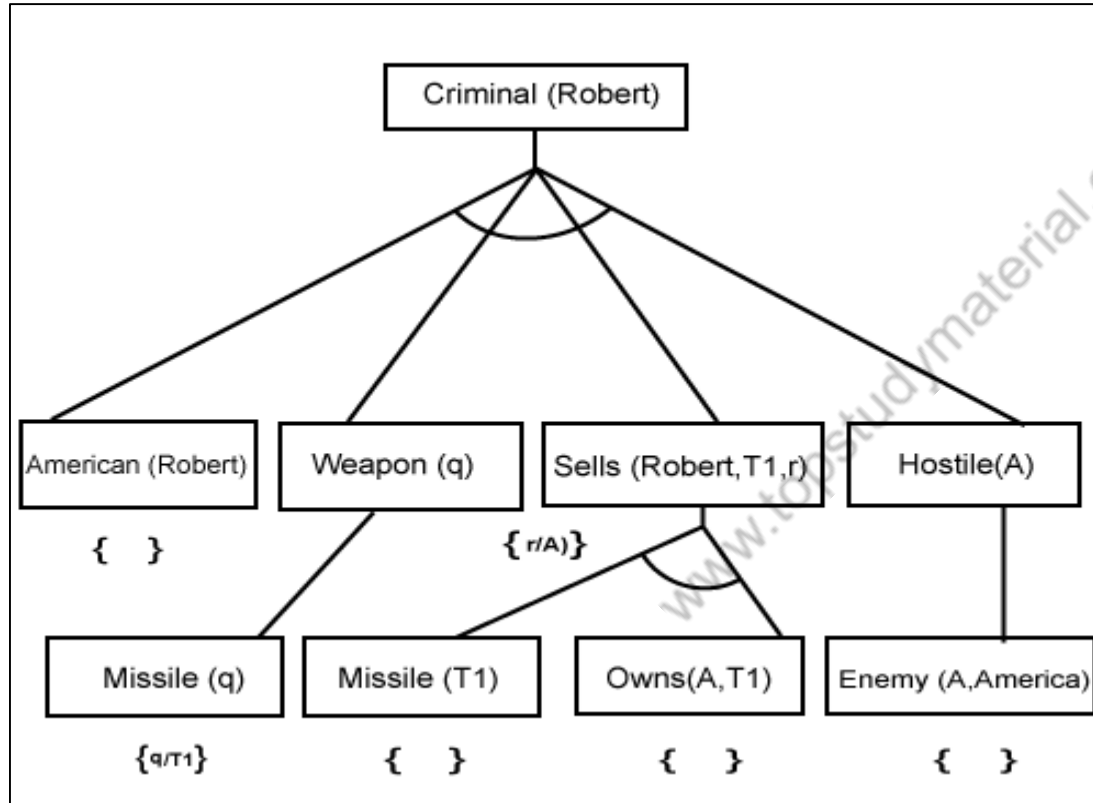 Criminal (Robert)
American (Robert)
Weapon (q)
Sells (Robert,T1,r)
Hostile(A)
{ }
{ r/A)}
Missile (q)
Missile (T1)
Owns(A,T1)
Enemy (A,America)
{q/T1}
{ }
{ }
{ }
www.topstudymaterial.